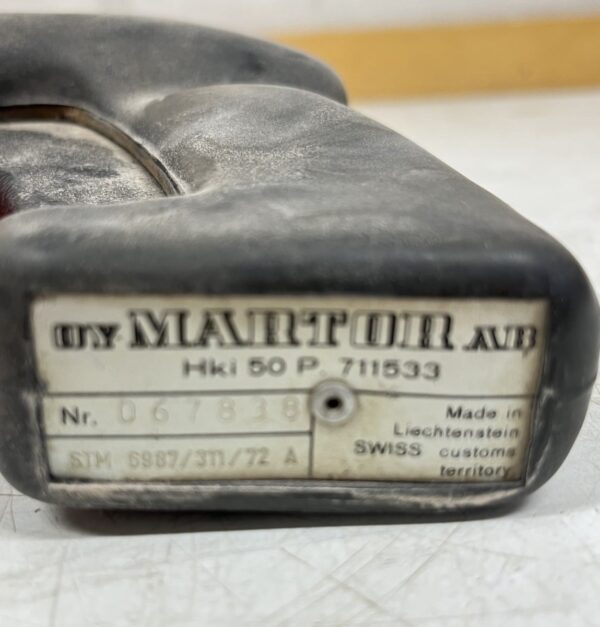 OY MARTOR AB
Hki 50 P. 711533
Nr. 067838
STM 6987/311/72 A
Made in
Liechtenstein
SWISS customs
territory